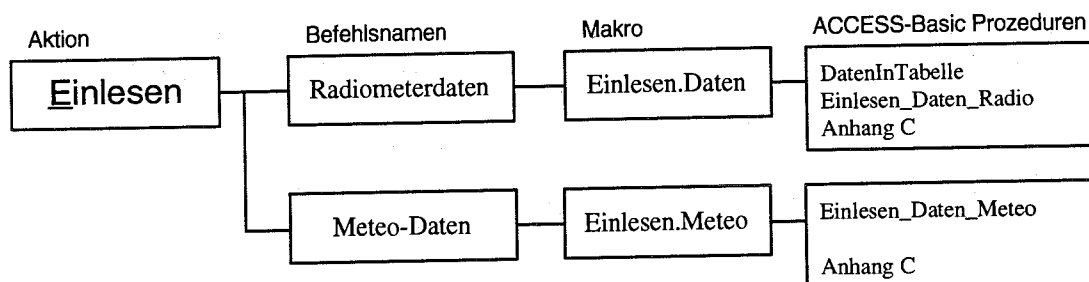 Aktion
Befehlsnamen
Makro
ACCESS-Basic Prozeduren
Einlesen
Radiometerdaten
Einlesen.Daten
DatenInTabelle
Einlesen_Daten_Radio
Anhang C
Meteo-Daten
Einlesen.Meteo
Einlesen_Daten_Meteo
Anhang C